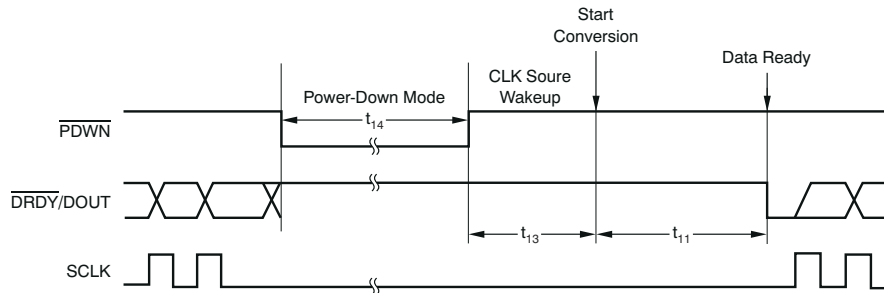 Start
Conversion
Data Ready
CLK Soure
Wakeup
Power-Down Mode
t14
PDWN
DRDY/DOUT
t13
t11
SCLK